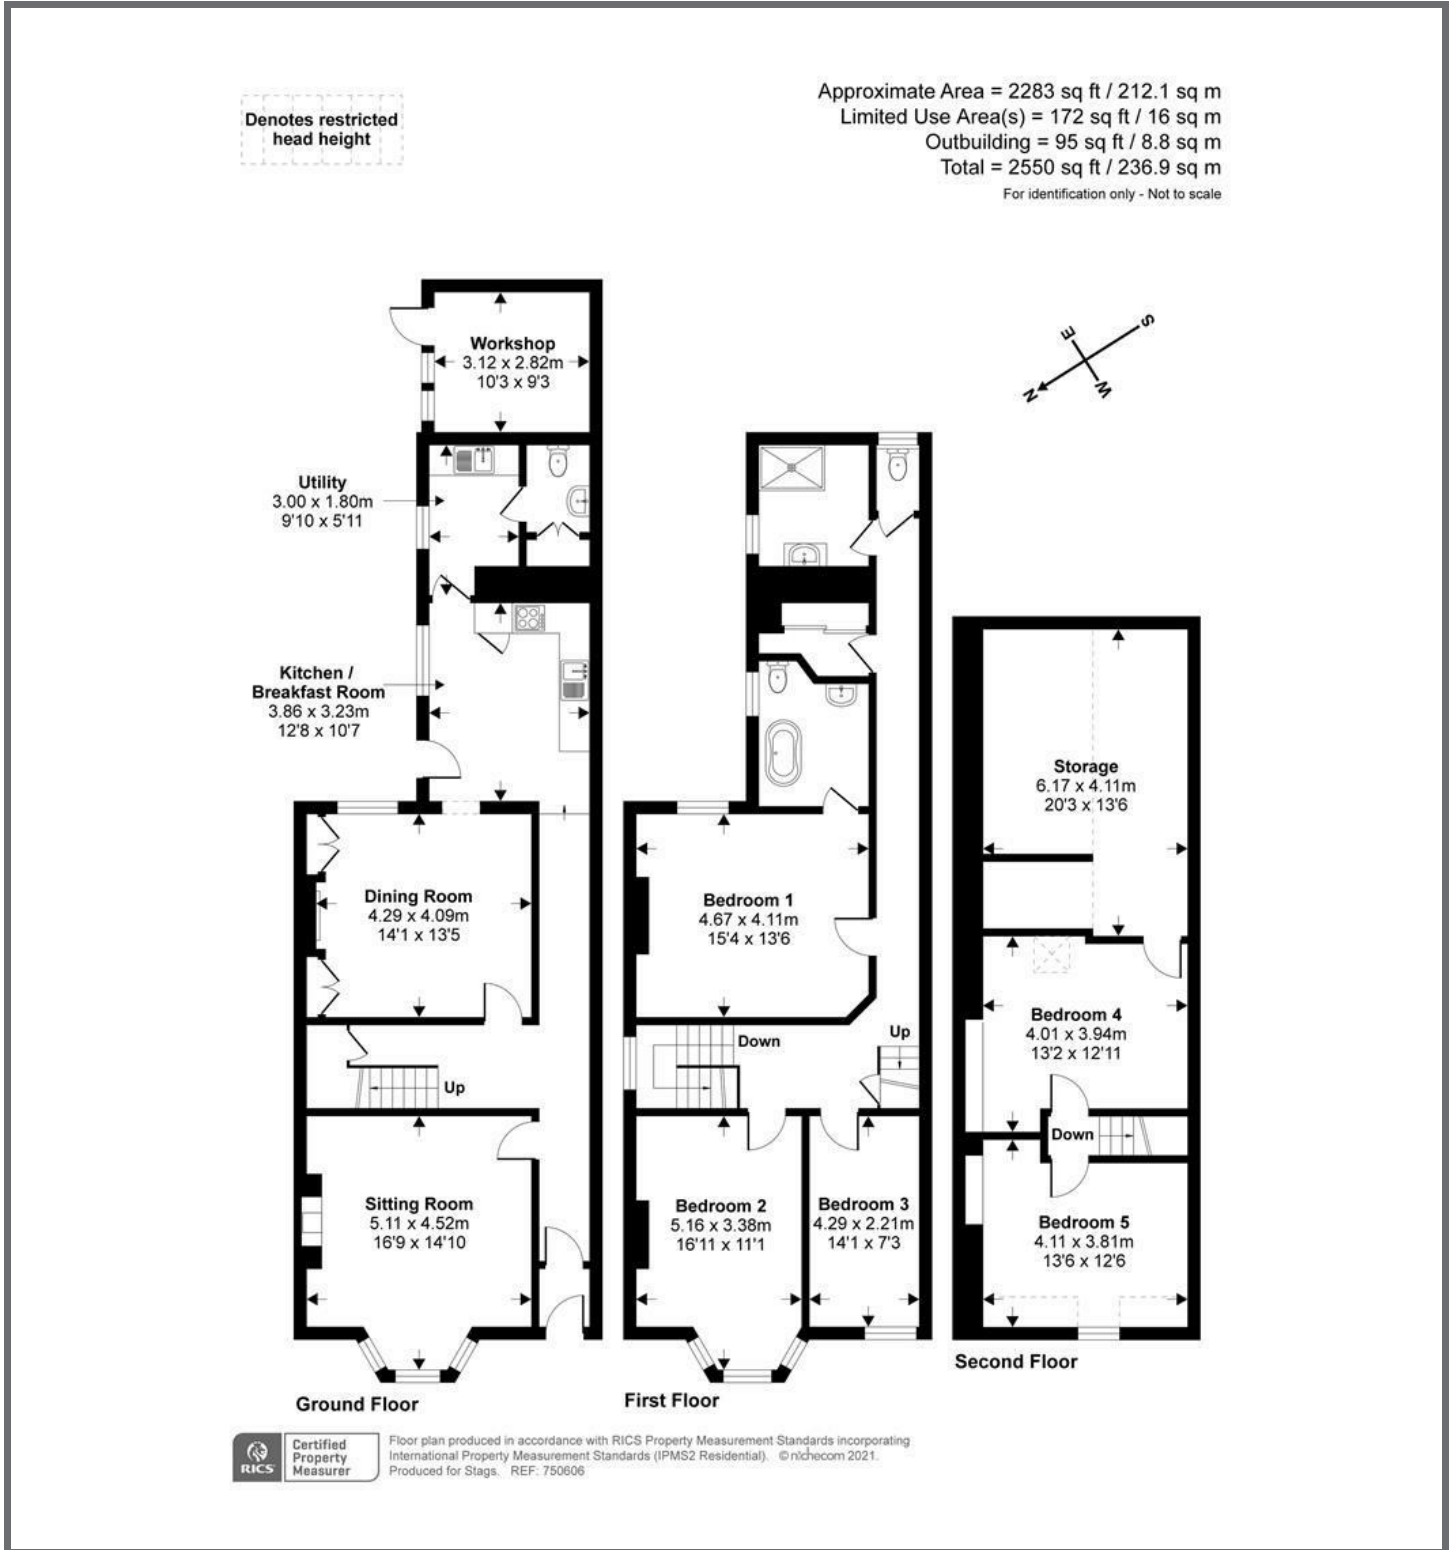 Denotes restricted
head height
Approximate Area = 2283 sq ft / 212.1 sq m
Limited Use Area(s) = 172 sq ft / 16 sq m
Outbuilding = 95 sq ft / 8.8 sq m
Total = 2550 sq ft / 236.9 sq m
For identification only - Not to scale
S
E
W
N
Workshop
3.12 x 2.82m
10'3 x 9'3
Utility
3.00 x 1.80m
9'10 x 5'11
Kitchen /
Breakfast Room
3.86 x 3.23m
12'8 x 10'7
Dining Room
4.29 x 4.09m
14'1 x 13'5
Up
Sitting Room
5.11 x 4.52m
16'9 x 14'10
Ground Floor
Bedroom 1
4.67 x 4.11m
15'4 x 13'6
Down
Up
Bedroom 2
5.16 x 3.38m
16'11 x 11'1
Bedroom 3
4.29 x 2.21m
14'1 x 7'3
First Floor
Storage
6.17 x 4.11m
20'3 x 13'6
Bedroom 4
4.01 x 3.94m
13'2 x 12'11
Down
Bedroom 5
4.11 x 3.81m
13'6 x 12'6
Second Floor
RICS
Certified
Property
Measurer
Floor plan produced in accordance with RICS Property Measurement Standards incorporating
International Property Measurement Standards (IPMS2 Residential). © nichecom 2021.
Produced for Stags. REF: 750606